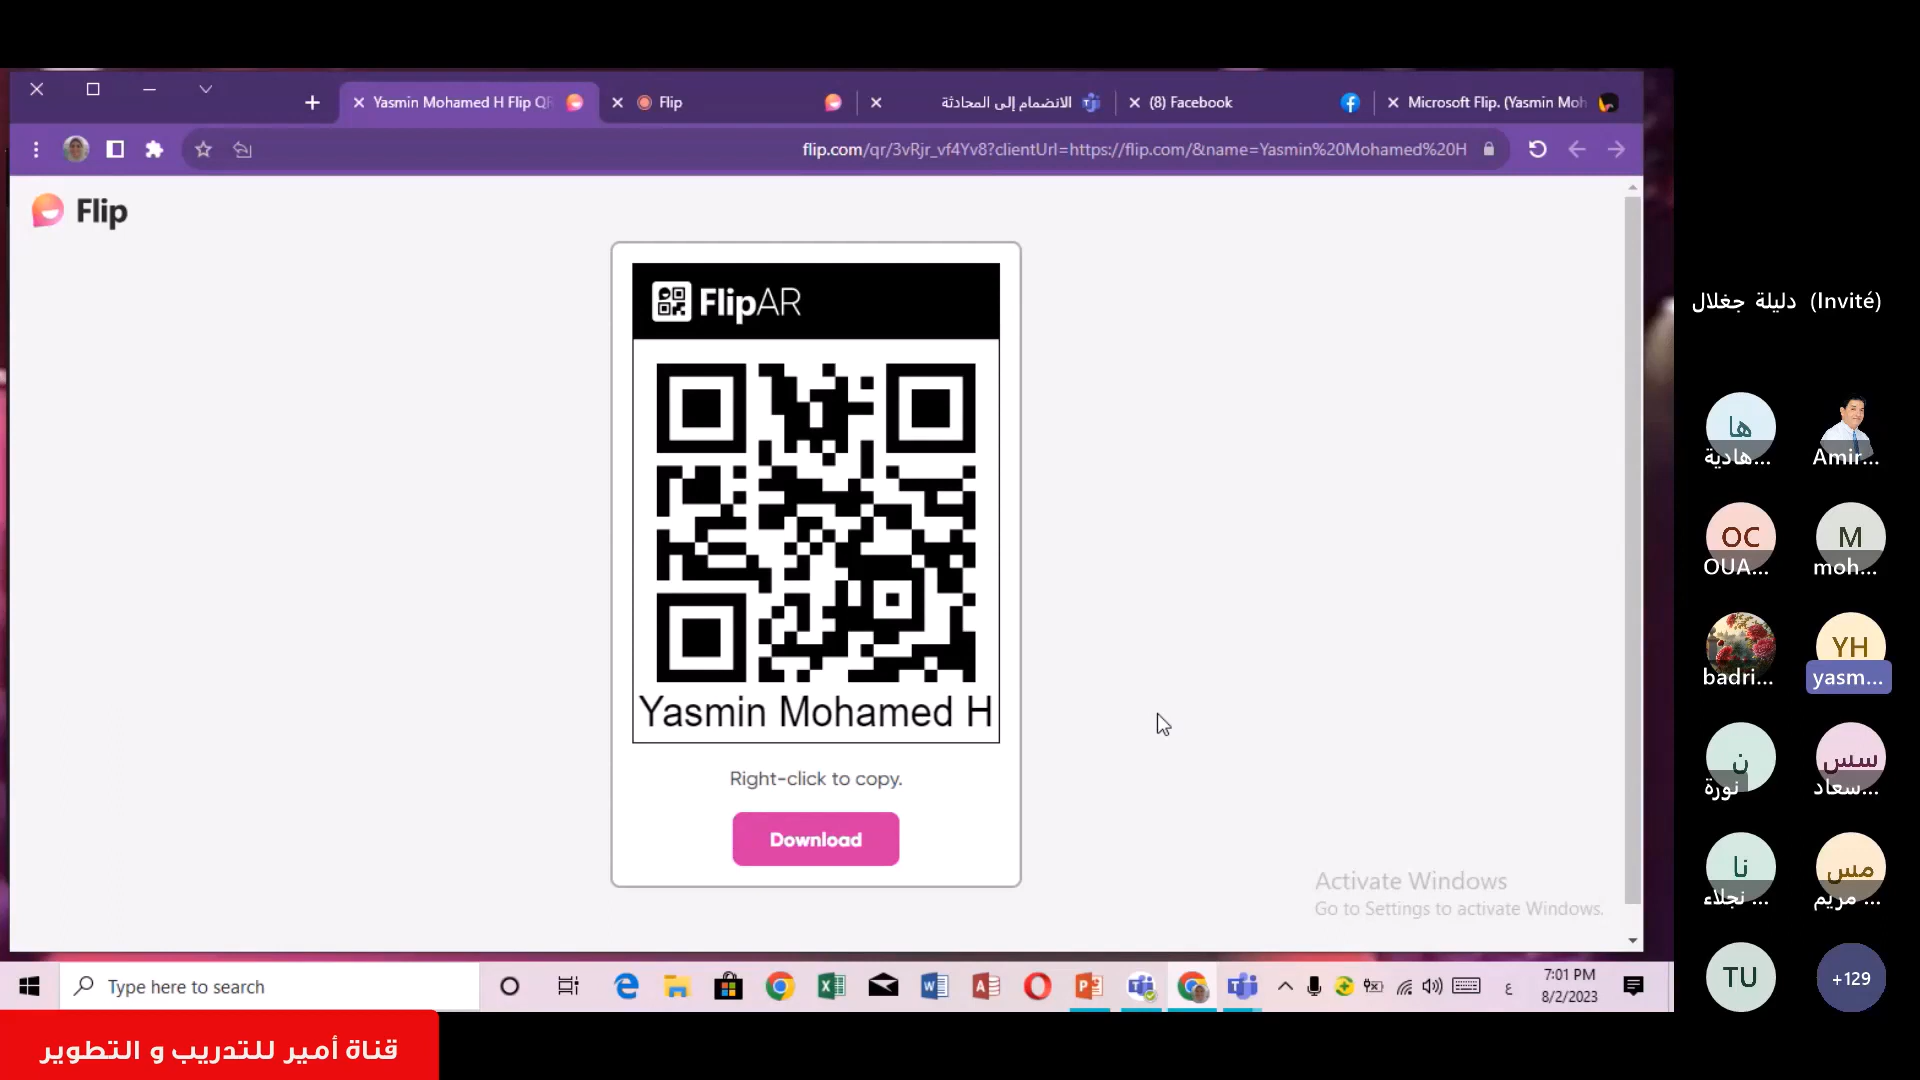 Yasmin Mohamed H Flip QR
Flip
الانضمام إلى المحادثة
(8) Facebook
Microsoft Flip. (Yasmin Moh
flip.com/qr/3vRjr_vf4Yv8?clientUrl=https://flip.com/&name=Yasmin%20Mohamed%20H
Flip
FlipAR
Yasmin Mohamed H
Right-click to copy.
Download
Activate Windows
Go to Settings to activate Windows.
دليلة جغلال (Invité)
ها
هادية...
Amir...
OC
OUA...
M
moh...
badri...
YH
yasm...
ن
نورة
سس
سعاد...
نا
نجلاء ...
مس
مريم ...
TU
+129
Type here to search
ع
7:01 PM
8/2/2023
قناة أمير للتدريب و التطوير